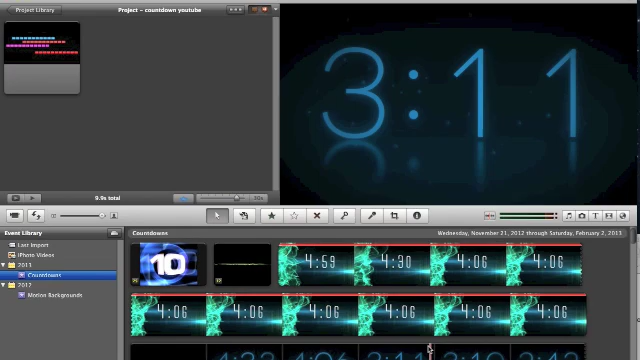 Project Library
Project – countdown youtube
3:11
9.9s total
30s
Event Library
Last Import
iPhoto Videos
2013
Countdowns
2012
Motion Backgrounds
Countdowns
Wednesday, November 21, 2012 through Saturday, February 2, 2013
10
4:59
4:30
4:06
4:06
4:06
4:06
4:06
4:06
4:06
4:06